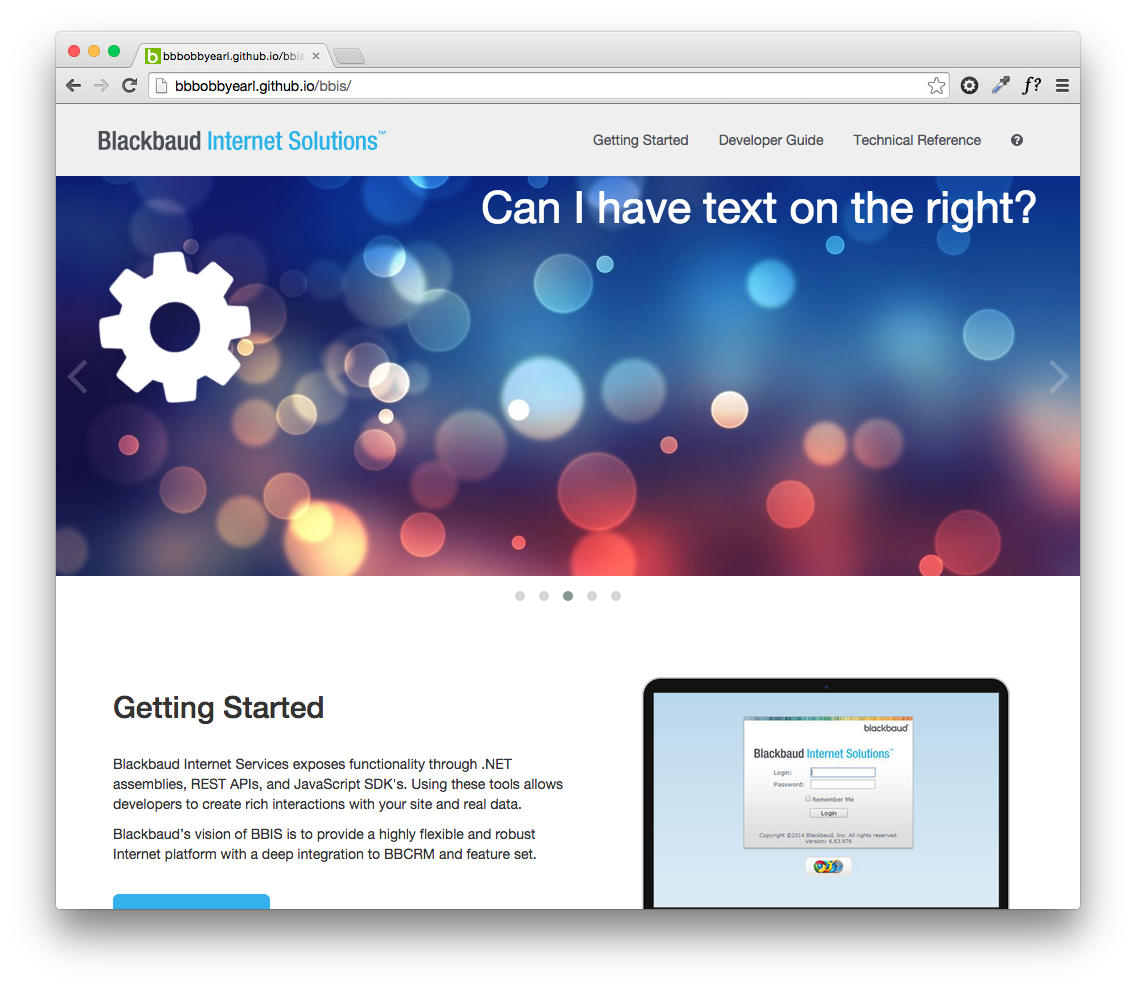 bbbobbyearl.github.io/bbis
bbbobbyearl.github.io/bbis/
f?
Blackbaud Internet Solutions™
Getting Started
Developer Guide
Technical Reference
?
Can I have text on the right?
Getting Started
Blackbaud Internet Services exposes functionality through .NET
assemblies, REST APIs, and JavaScript SDK's. Using these tools allows
developers to create rich interactions with your site and real data.
Blackbaud's vision of BBIS is to provide a highly flexible and robust
Internet platform with a deep integration to BBCRM and feature set.
blackbaud
Blackbaud Internet Solutions™
Login:
Password:
Remember Me
Login
Copyright ©2014 Blackbaud, Inc. All rights reserved.
Version: 6.63.976